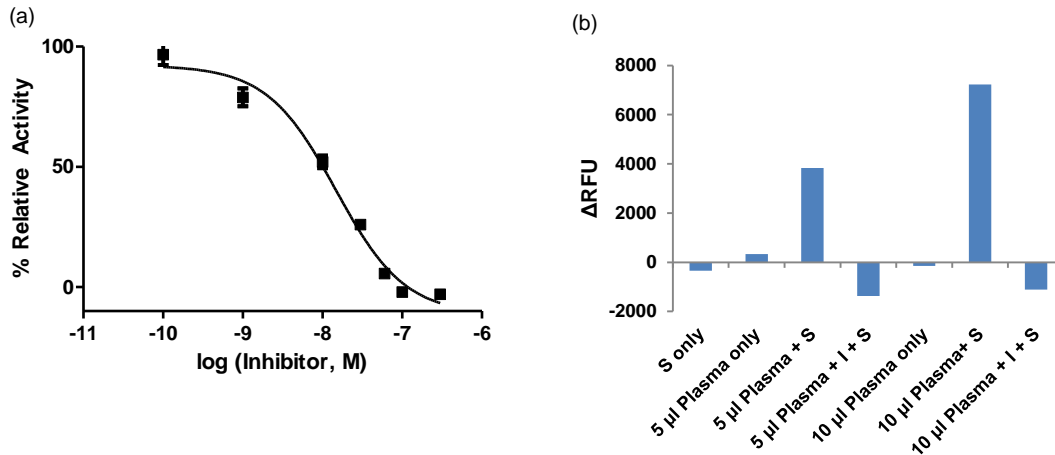 (a)
100
50
0
% Relative Activity
-11
-10
-9
-8
-7
-6
log (Inhibitor, M)
(b)
8000
6000
4000
2000
0
-2000
ΔRFU
S only
5 µl Plasma only
5 µl Plasma + S
5 µl Plasma + I + S
10 µl Plasma only
10 µl Plasma+ S
10 µl Plasma + I + S